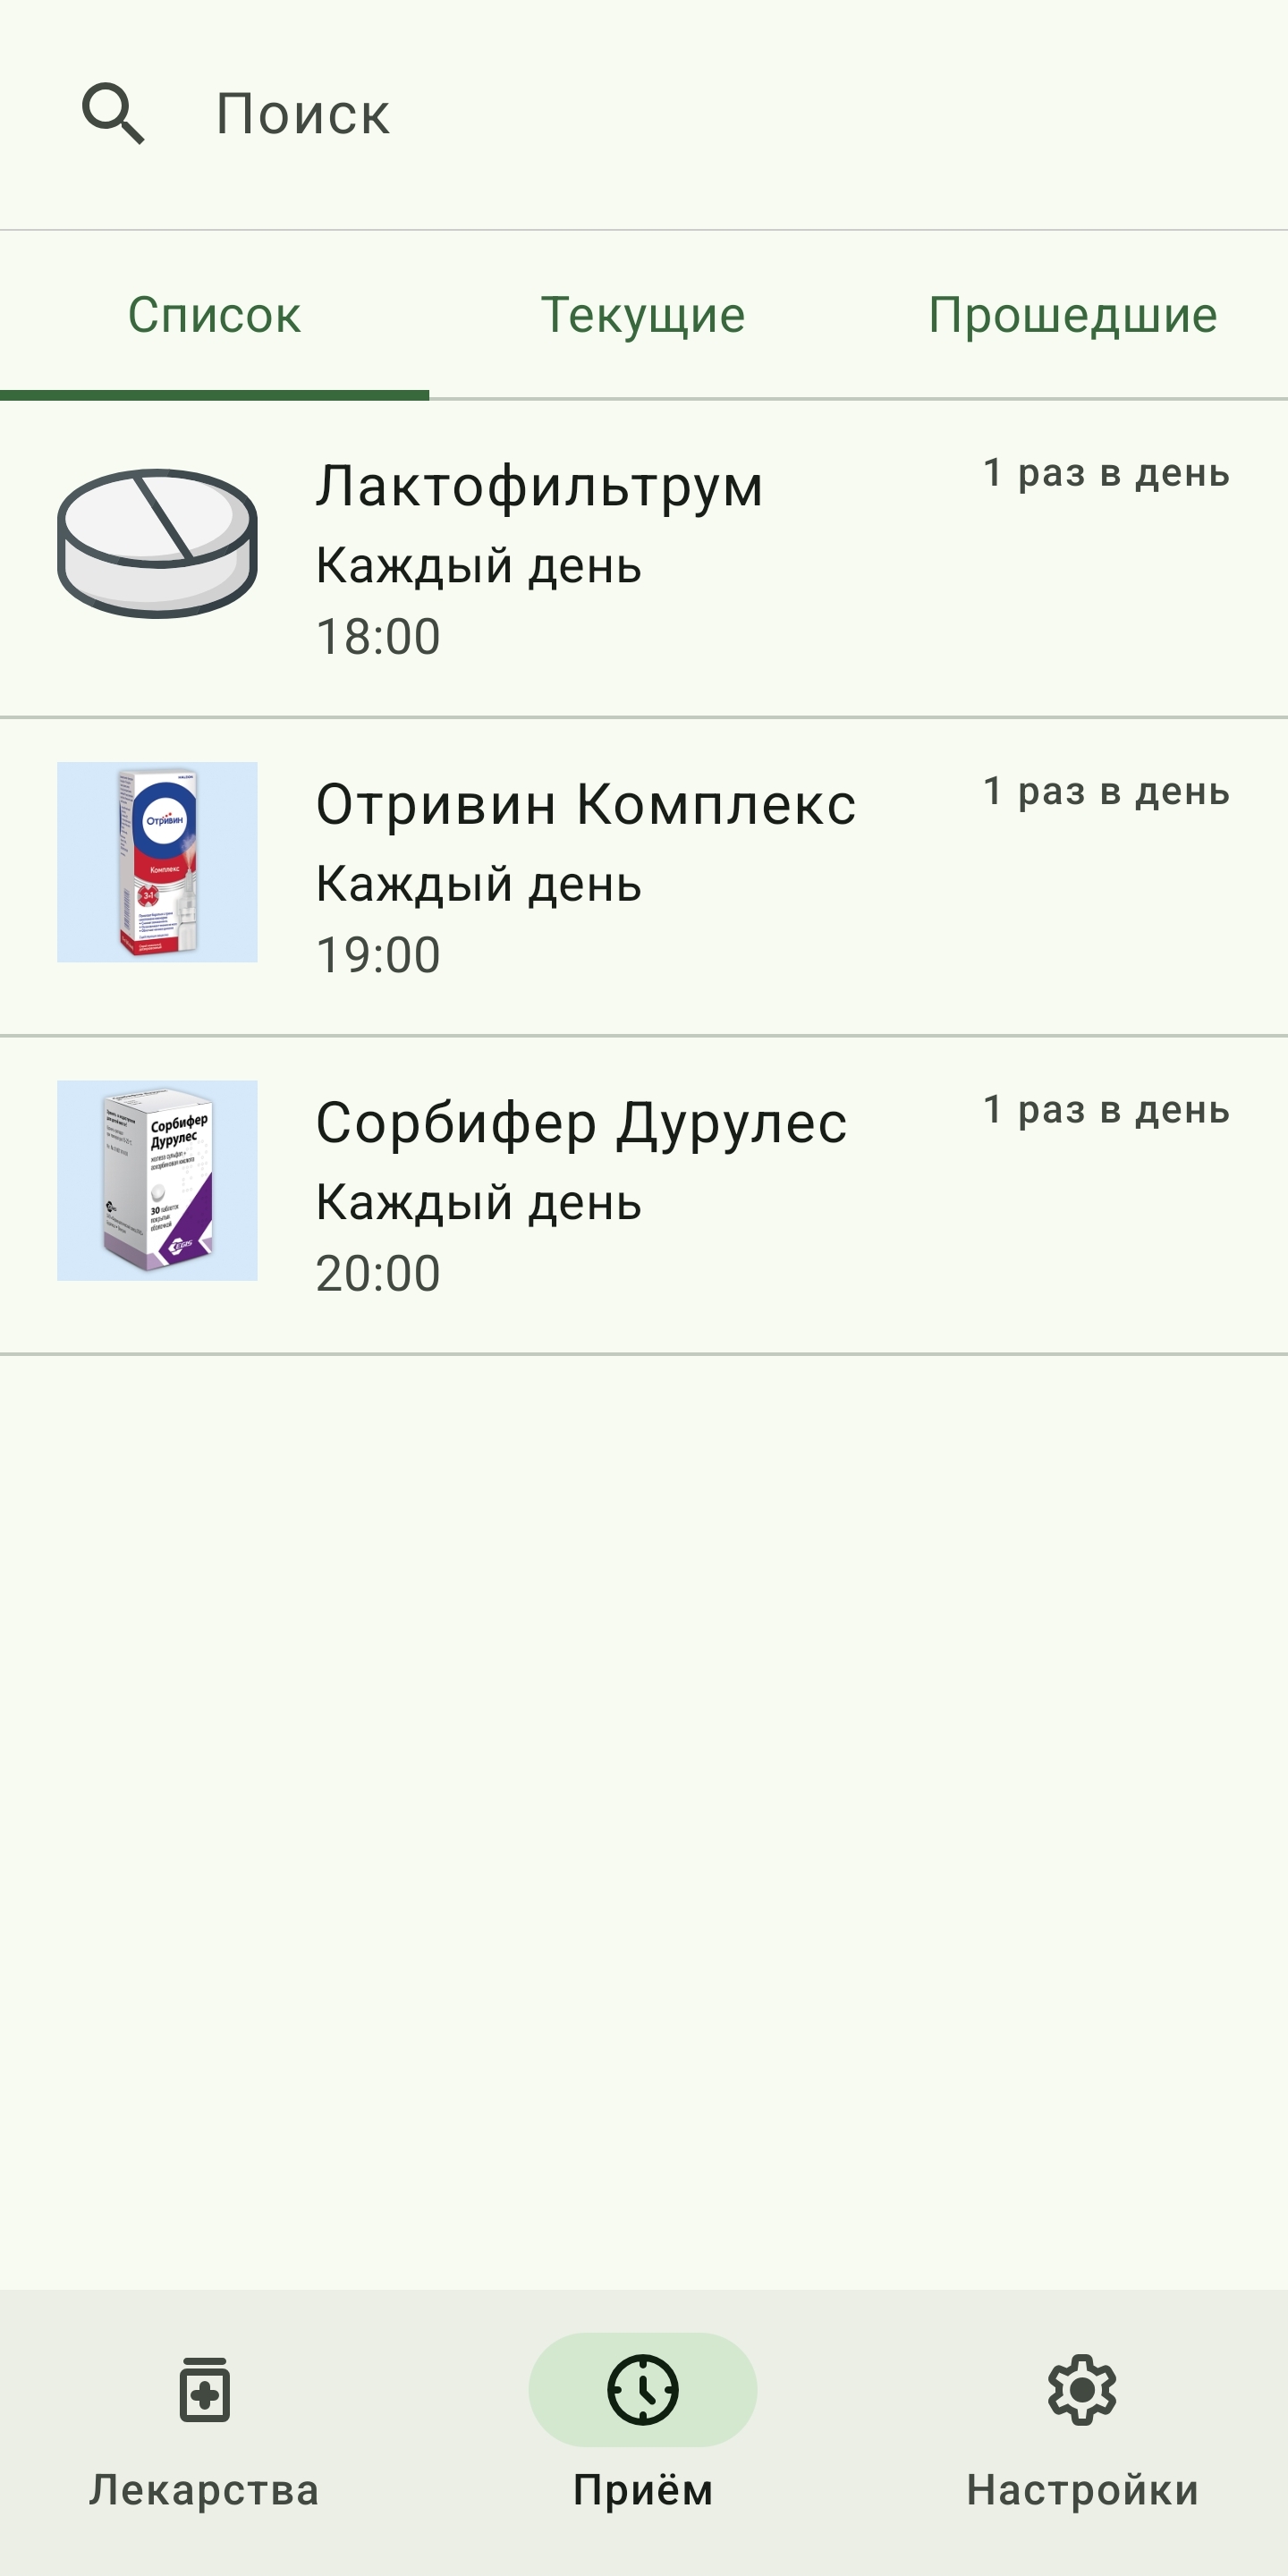 Поиск
Список
Текущие
Прошедшие
Лактофильтрум
1 раз в день
Каждый день
18:00
Отривин
Комплекс
Отривин Комплекс
1 раз в день
Каждый день
19:00
Сорбифер
Дурулес
30 таблеток
EGIS
Сорбифер Дурулес
1 раз в день
Каждый день
20:00
Лекарства
Приём
Настройки